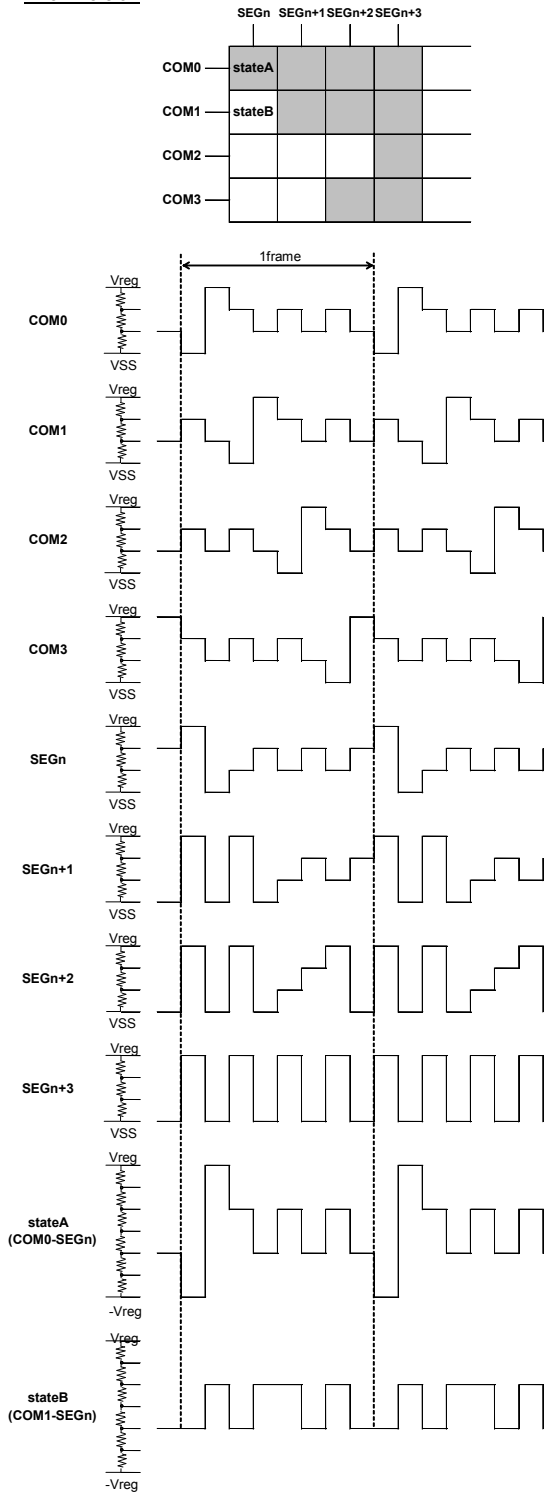 SEGn SEGn+1 SEGn+2 SEGn+3
COM0 stateA
COM1 stateB
COM2
COM3
1frame
Vreg
COM0
VSS
Vreg
COM1
VSS
Vreg
COM2
VSS
Vreg
COM3
VSS
Vreg
SEGn
VSS
Vreg
SEGn+1
VSS
Vreg
SEGn+2
VSS
Vreg
SEGn+3
VSS
Vreg
stateA
(COM0-SEGn)
-Vreg
Vreg
stateB
(COM1-SEGn)
-Vreg